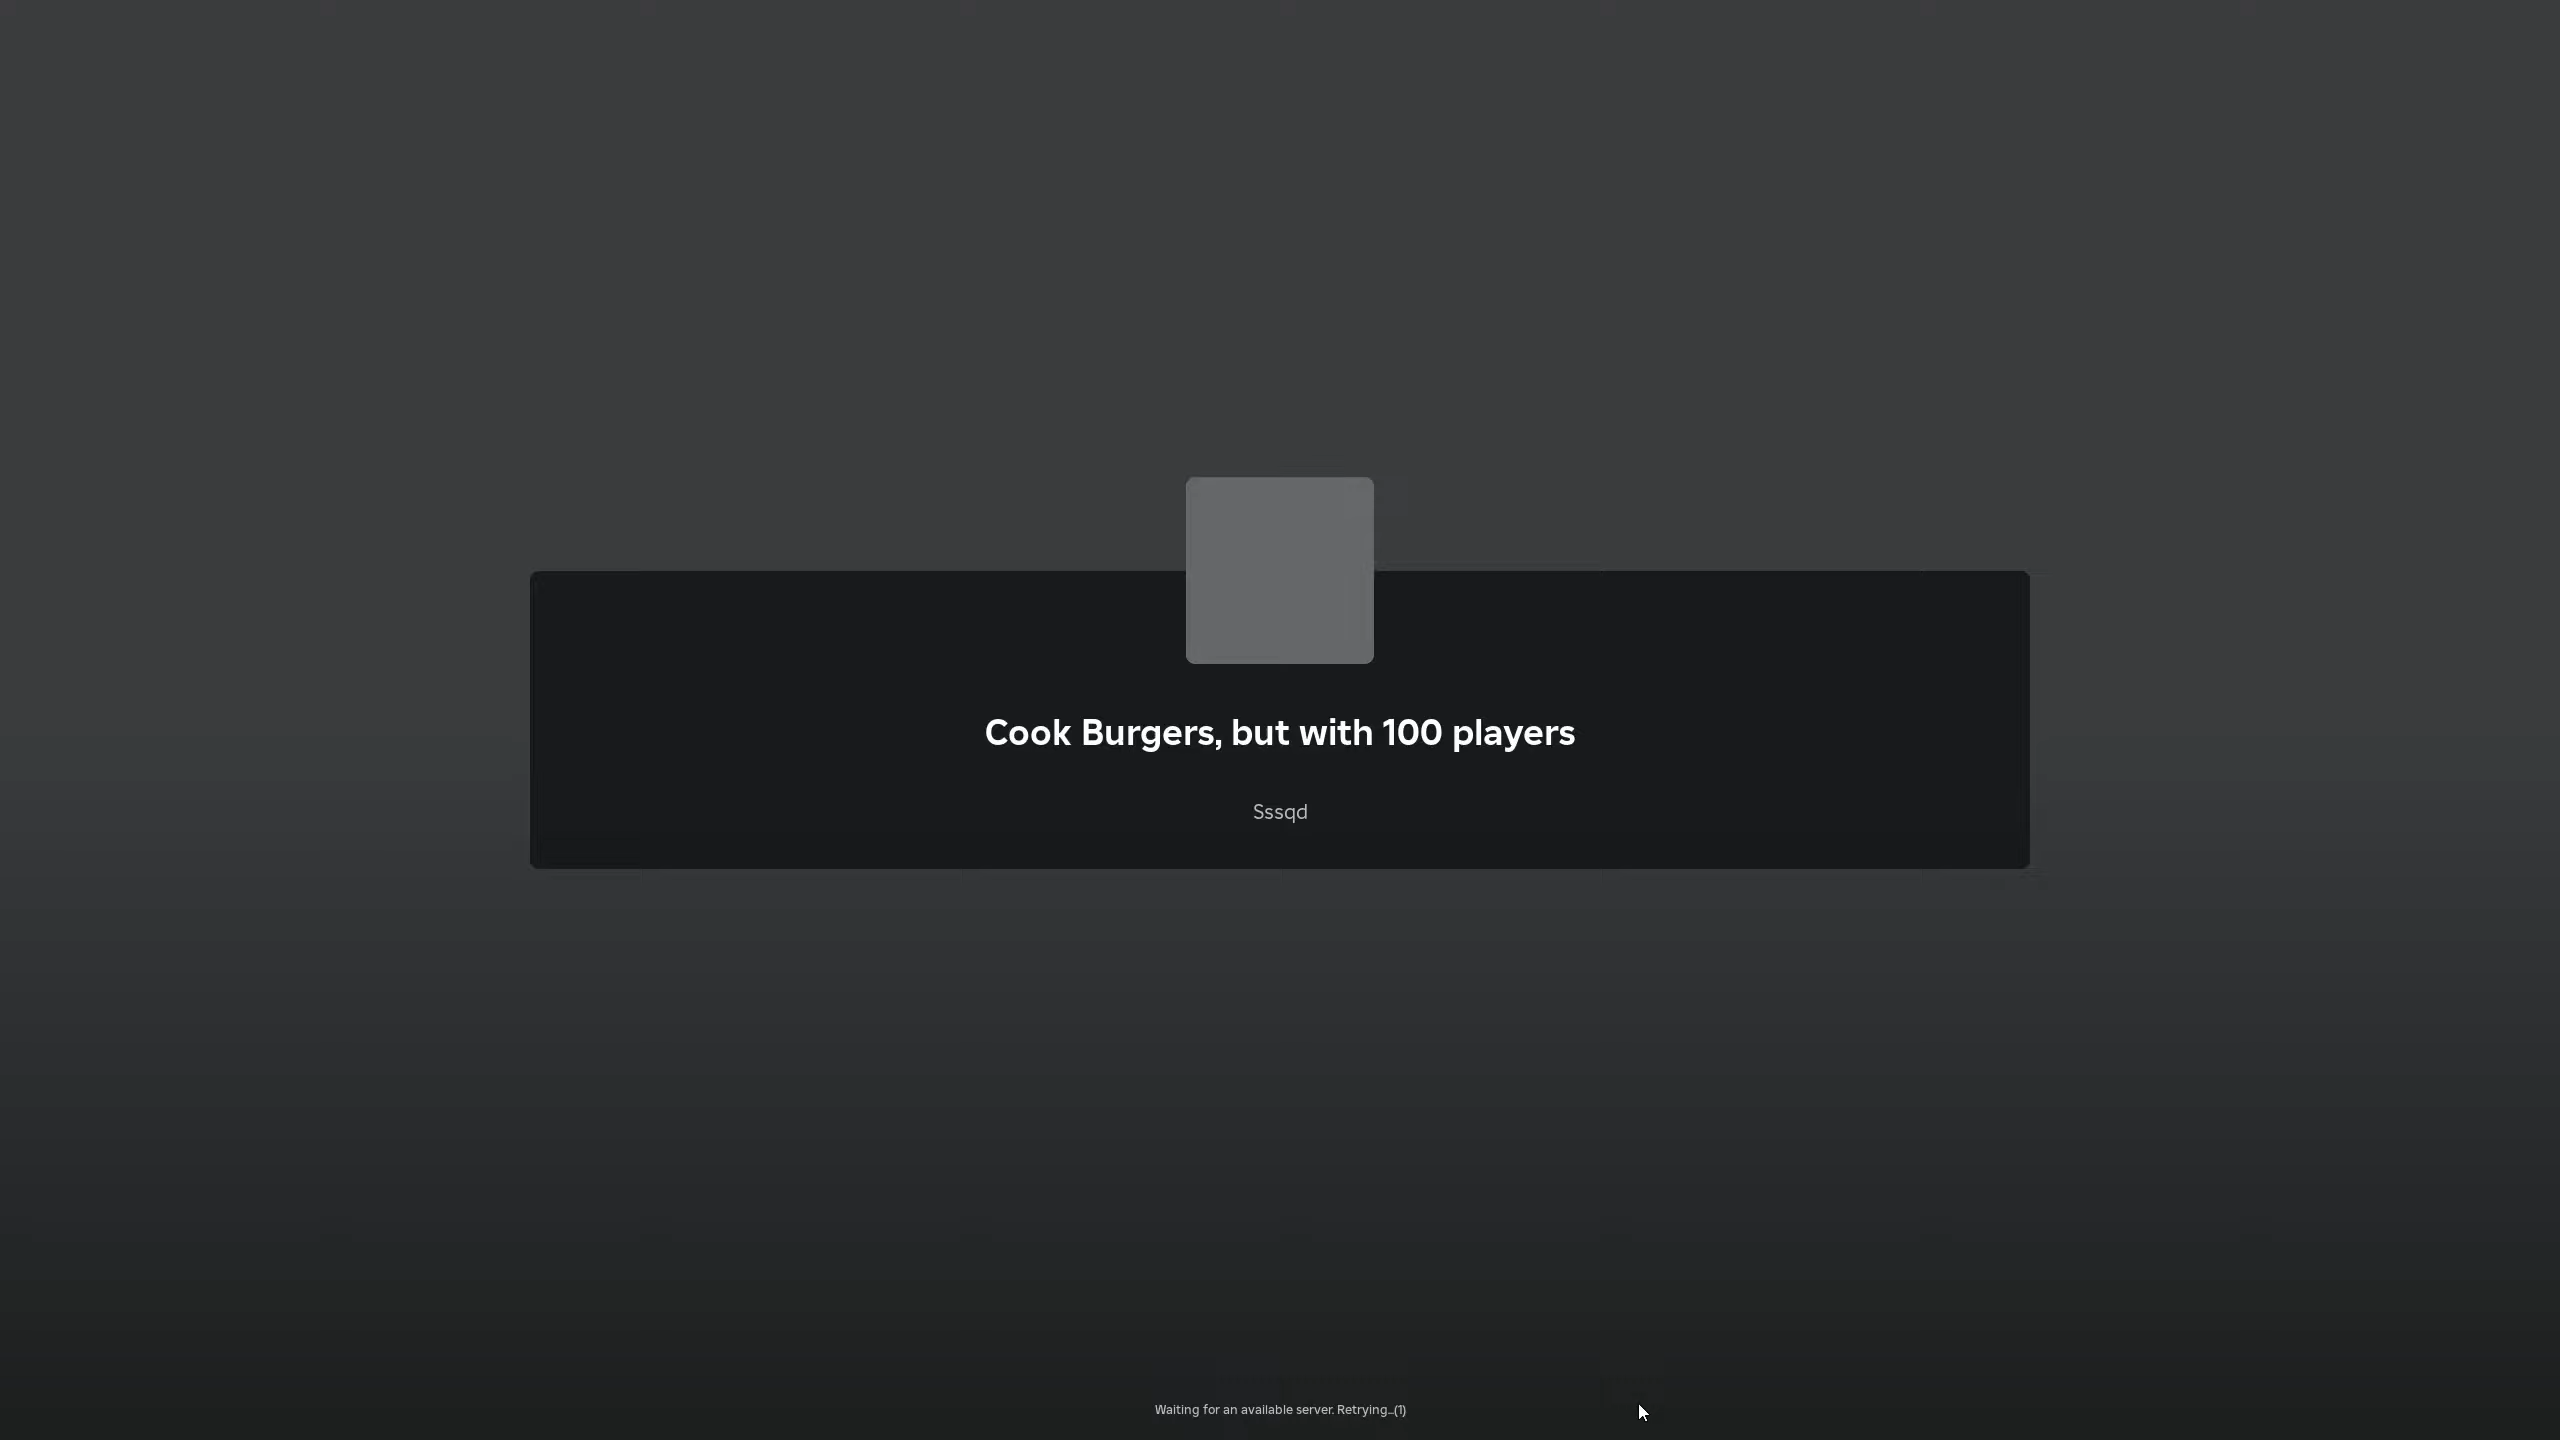 Cook Burgers, but with 100 players
Sssqd
Waiting for an available server. Retrying...(1)